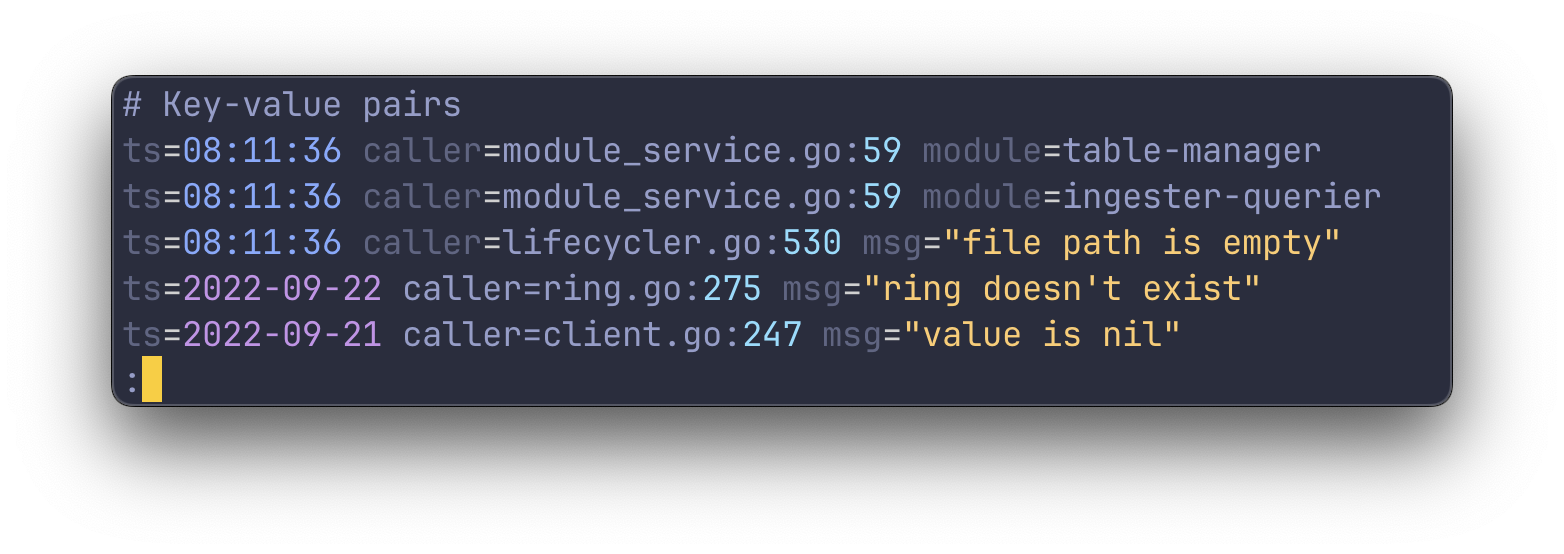 # Key-value pairs
ts=08:11:36 caller=module_service.go:59 module=table-manager
ts=08:11:36 caller=module_service.go:59 module=ingester-querier
ts=08:11:36 caller=lifecycler.go:530 msg="file path is empty"
ts=2022-09-22 caller=ring.go:275 msg="ring doesn't exist"
ts=2022-09-21 caller=client.go:247 msg="value is nil"
: